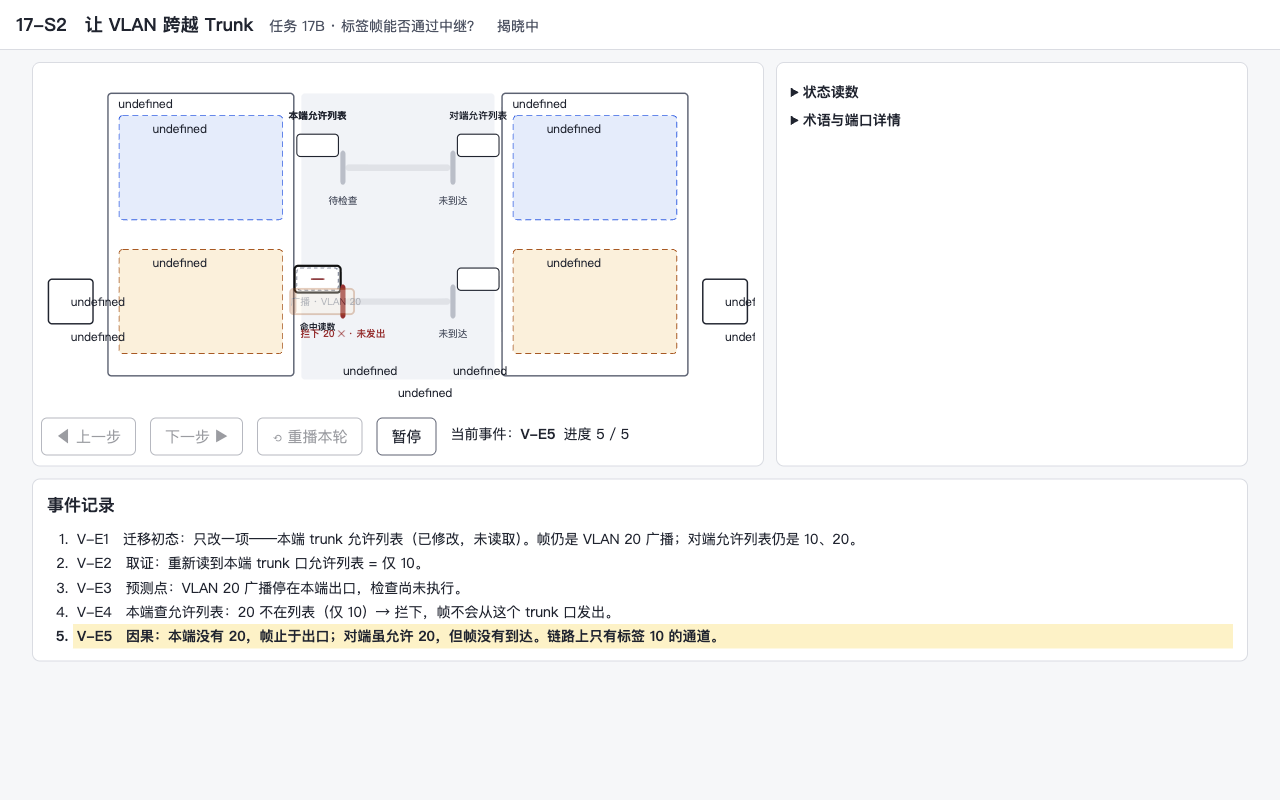 17–S2 让 VLAN 跨越 Trunk 任务 17B · 标签帧能否通过中继? 揭晓中
undefined
undefined
本端允许列表
对端允许列表
undefined
undefined
待检查
未到达
undefined
undefined
undefined
undefined
—
广播 · VLAN 20
命中读数
拦下 20 × · 未发出
未到达
undefined
undefined
undef
undef
undefined
undefined
◀ 上一步
下一步 ▶
⟲ 重播本轮
暂停
当前事件：V–E5 进度 5 / 5
▶ 状态读数
▶ 术语与端口详情
事件记录
1. V–E1 迁移初态：只改一项——本端 trunk 允许列表（已修改，未读取）。帧仍是 VLAN 20 广播；对端允许列表仍是 10、20。
2. V–E2 取证：重新读到本端 trunk 口允许列表 = 仅 10。
3. V–E3 预测点：VLAN 20 广播停在本端出口，检查尚未执行。
4. V–E4 本端查允许列表：20 不在列表（仅 10）→ 拦下，帧不会从这个 trunk 口发出。
5. V–E5 因果：本端没有 20，帧止于出口；对端虽允许 20，但帧没有到达。链路上只有标签 10 的通道。